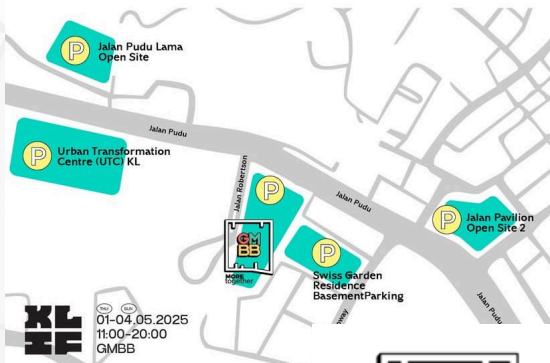 Jalan Pudu Lama
Open Site
P
Jalan Pudu
P
Urban Transformation
Centre (UTC) KL
Jalan Robertson
P
Jalan Pudu
P
Jalan Pavilion
Open Site 2
GM
BB
MORE
together
P
Swiss Garden
Residence
BasementParking
Jalan Pudu
KL
IF
THU SUN
01-04.05.2025
11:00-20:00
GMBB